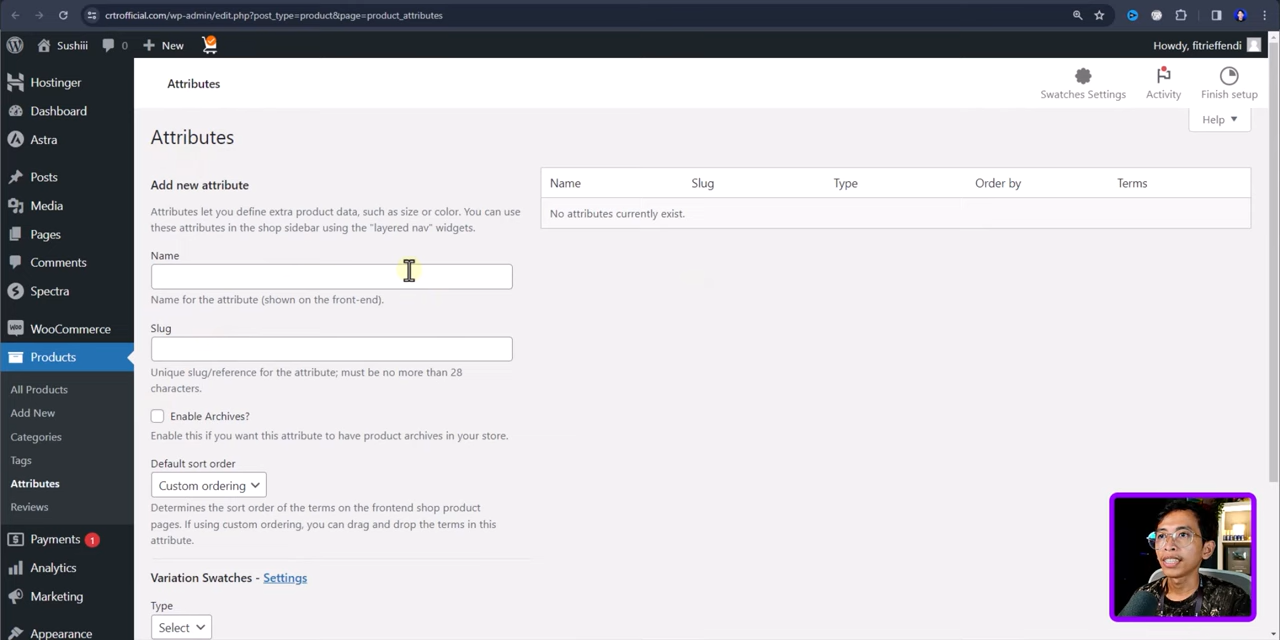 crtrofficial.com/wp-admin/edit.php?post_type=product&page=product_attributes
Sushiii
0
New
Howdy, fitrieffendi
Hostinger
Dashboard
Astra
Posts
Media
Pages
Comments
Spectra
WooCommerce
Products
All Products
Add New
Categories
Tags
Attributes
Reviews
Payments 1
Analytics
Marketing
Appearance
Attributes
Swatches Settings
Activity
Finish setup
Help
Attributes
Add new attribute
Attributes let you define extra product data, such as size or color. You can use
these attributes in the shop sidebar using the "layered nav" widgets.
Name
Name for the attribute (shown on the front-end).
Slug
Unique slug/reference for the attribute; must be no more than 28
characters.
Enable Archives?
Enable this if you want this attribute to have product archives in your store.
Default sort order
Custom ordering
Determines the sort order of the terms on the frontend shop product
pages. If using custom ordering, you can drag and drop the terms in this
attribute.
Variation Swatches - Settings
Type
Select
Name Slug Type Order by Terms
No attributes currently exist.